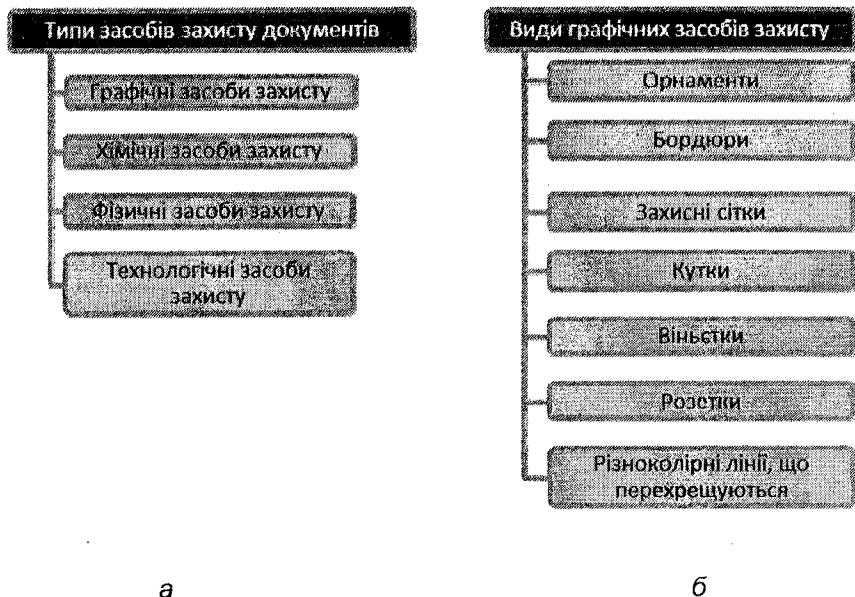 Типи засобів захисту документів
Графічні засоби захисту
Хімічні засоби захисту
Фізичні засоби захисту
Технологічні засоби
захисту
а
Види графічних засобів захисту
Орнаменти
Бордюри
Захисні сітки
Кутки
Віньєтки
Розетки
Різноколірні лінії, що
перехрещуються
б